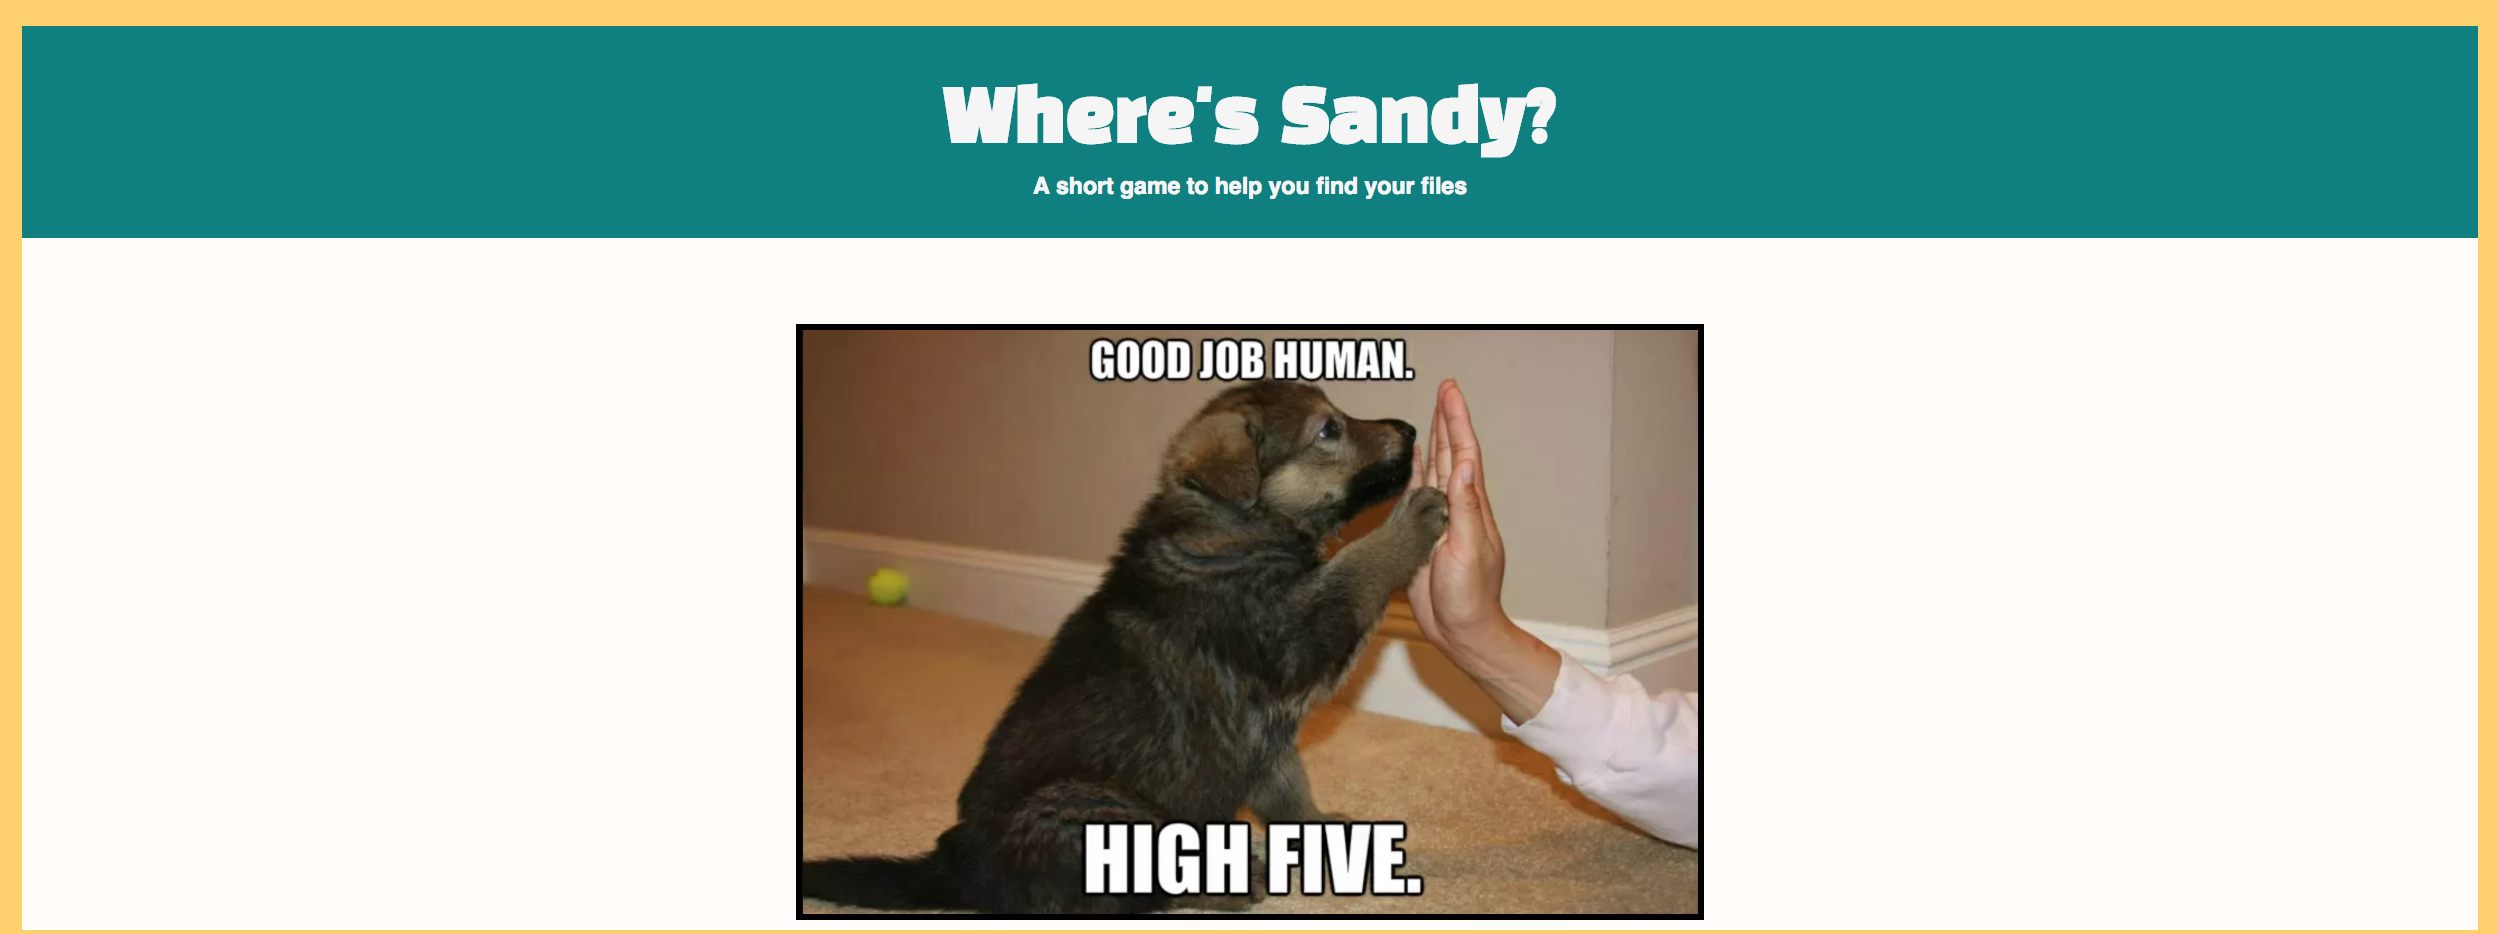 Where's Sandy?
A short game to help you find your files
GOOD JOB HUMAN.
HIGH FIVE.